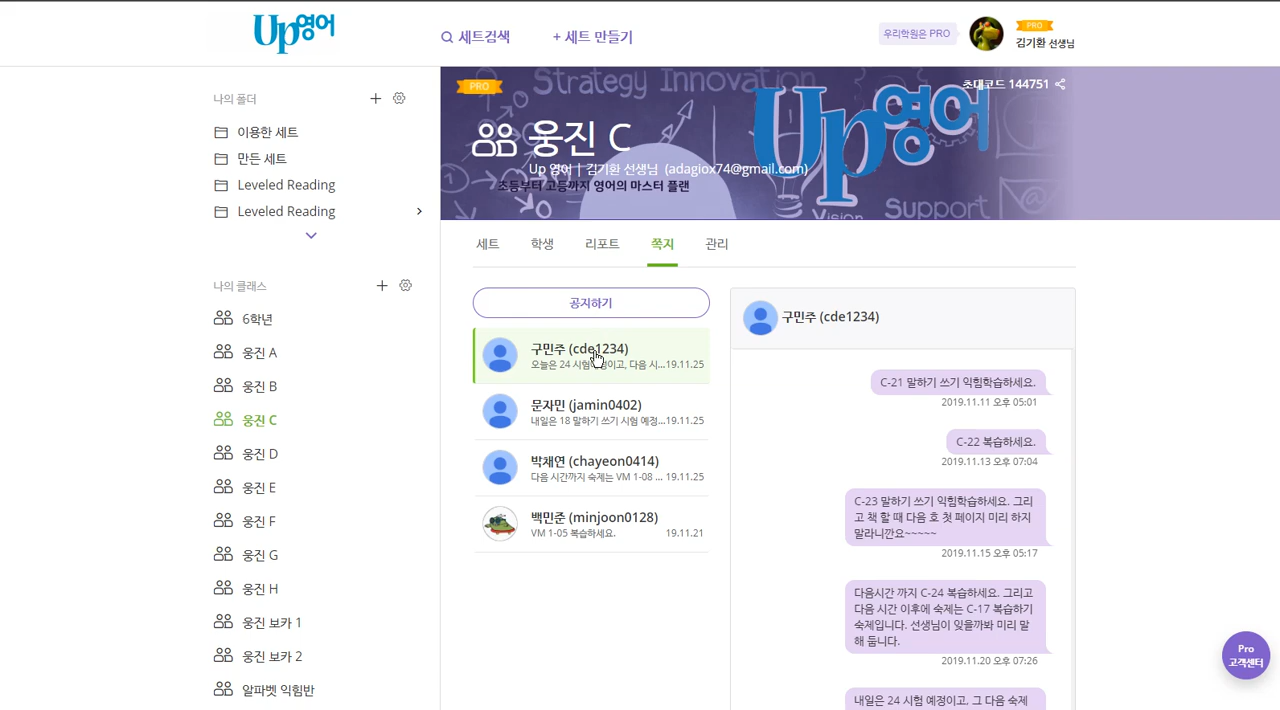 Up영어
세트검색
+ 세트 만들기
우리학원은 PRO
PRO
김기환 선생님
나의 폴더
이용한 세트
만든 세트
Leveled Reading
Leveled Reading
나의 클래스
6학년
웅진 A
웅진 B
웅진 C
웅진 D
웅진 E
웅진 F
웅진 G
웅진 H
웅진 보카 1
웅진 보카 2
알파벳 익힘반
PRO
Strategy Innovation
초대코드 144751
웅진 C
Up영어
Up 영어 | 김기환 선생님 (adagiox74@gmail.com)
초등부터 고등까지 영어의 마스터 플랜
Vision
Support
세트
학생
리포트
쪽지
관리
공지하기
구민주 (cde1234)
오늘은 24 시험이고, 다음 시...19.11.25
문자민 (jamin0402)
내일은 18 말하기 쓰기 시험 예정...19.11.25
박채연 (chayeon0414)
다음 시간까지 숙제는 VM 1-08 ... 19.11.25
백민준 (minjoon0128)
VM 1-05 복습하세요. 19.11.21
구민주 (cde1234)
C-21 말하기 쓰기 익힘학습하세요.
2019.11.11 오후 05:01
C-22 복습하세요.
2019.11.13 오후 07:04
C-23 말하기 쓰기 익힘학습하세요. 그리
고 책 할 때 다음 호 첫 페이지 미리 하지
말라니깐요~~~~~
2019.11.15 오후 05:17
다음시간 까지 C-24 복습하세요. 그리고
다음 시간 이후에 숙제는 C-17 복습하기
숙제입니다. 선생님이 잊을까봐 미리 말
해 둡니다.
2019.11.20 오후 07:26
내일은 24 시험 예정이고, 그 다음 숙제
Pro
고객센터